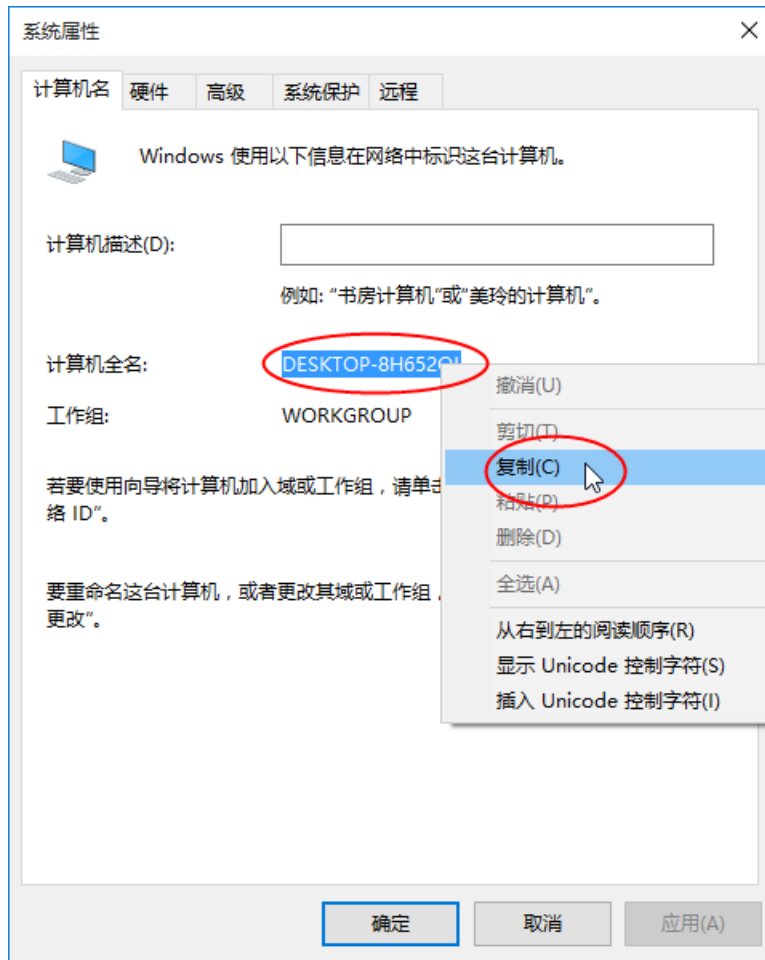 系统属性
计算机名 硬件 高级 系统保护 远程
Windows 使用以下信息在网络中标识这台计算机。
计算机描述(D):
例如: “书房计算机”或“美玲的计算机”。
计算机全名:
工作组: WORKGROUP
若要使用向导将计算机加入域或工作组，请单击
络 ID”。
要重命名这台计算机，或者更改其域或工作组，
更改”。
撤消(U)
剪切(T)
复制(C)
粘贴(P)
删除(D)
全选(A)
从右到左的阅读顺序(R)
显示 Unicode 控制字符(S)
插入 Unicode 控制字符(I)
确定 取消 应用(A)